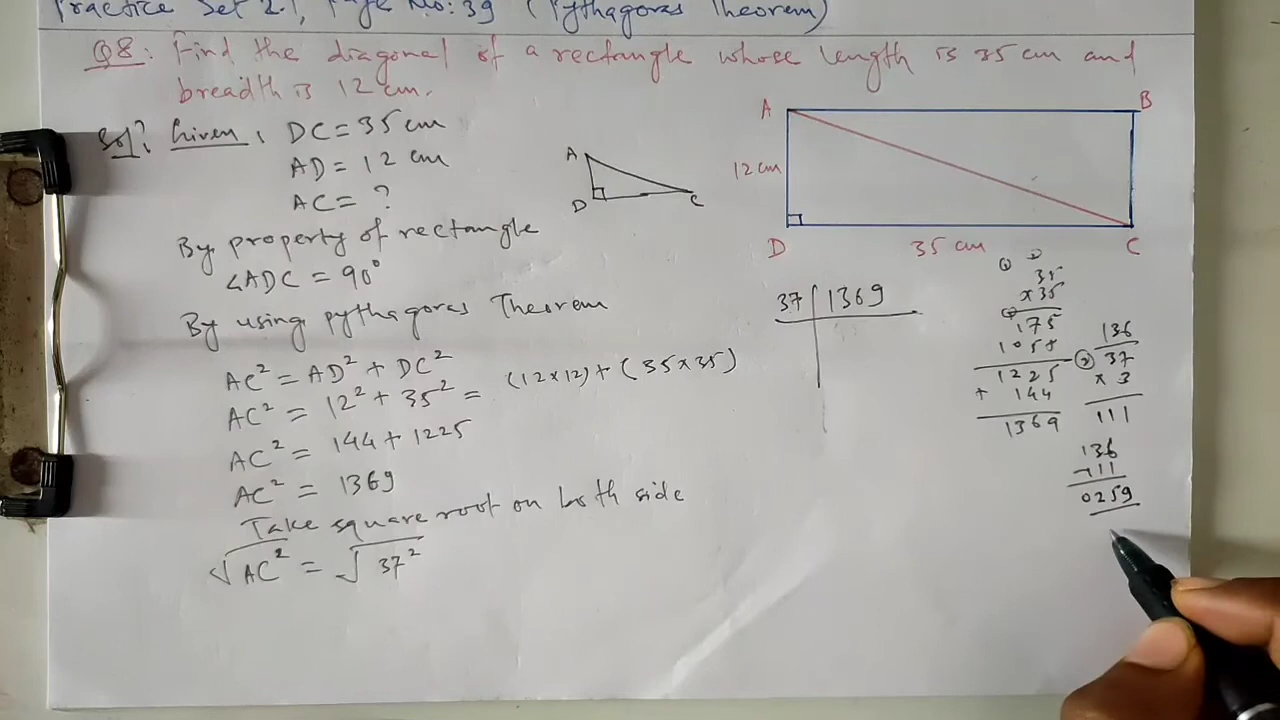 Practice Set 2.1, Page No: 39 (Pythagoras Theorem)
Q8: Find the diagonal of a rectangle whose length is 35 cm and
breadth is 12 cm.
Sol?: Given, DC = 35 cm
AD = 12 cm
AC = ?
By property of rectangle
∠ADC = 90°
By using pythagoras Theorem
AC² = AD² + DC²
AC² = 12² + 35² = (12×12) + (35×35)
AC² = 144 + 1225
AC² = 1369
Take square root on both side
√AC² = √37²
A
D
C
A
B
12 cm
D
35 cm
C
37 | 1369
① ②
35
×35
175
1055
1225
+ 144
1369
136
② 37
× 3
111
136
-111
0259